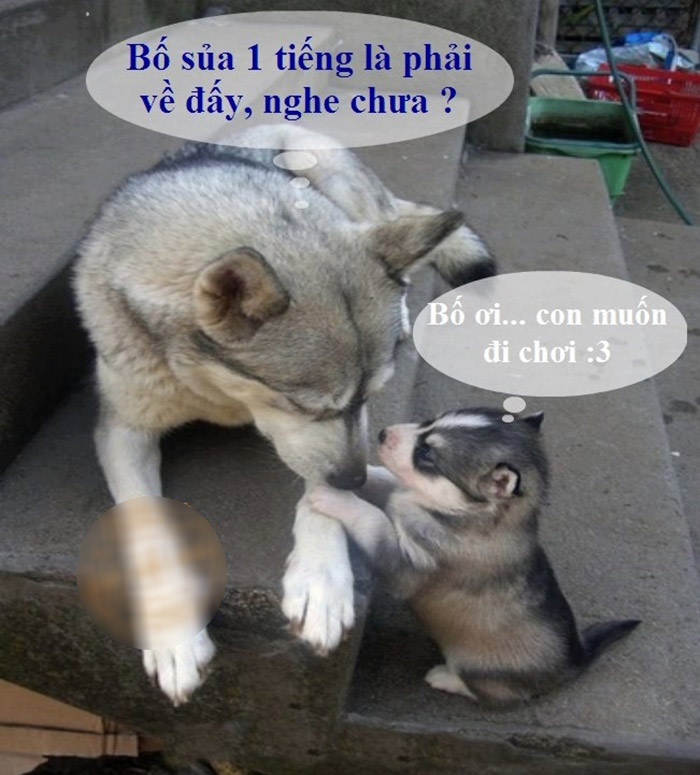 Bố sủa 1 tiếng là phải
về đấy, nghe chưa ?
Bố ơi... con muốn
đi chơi :3